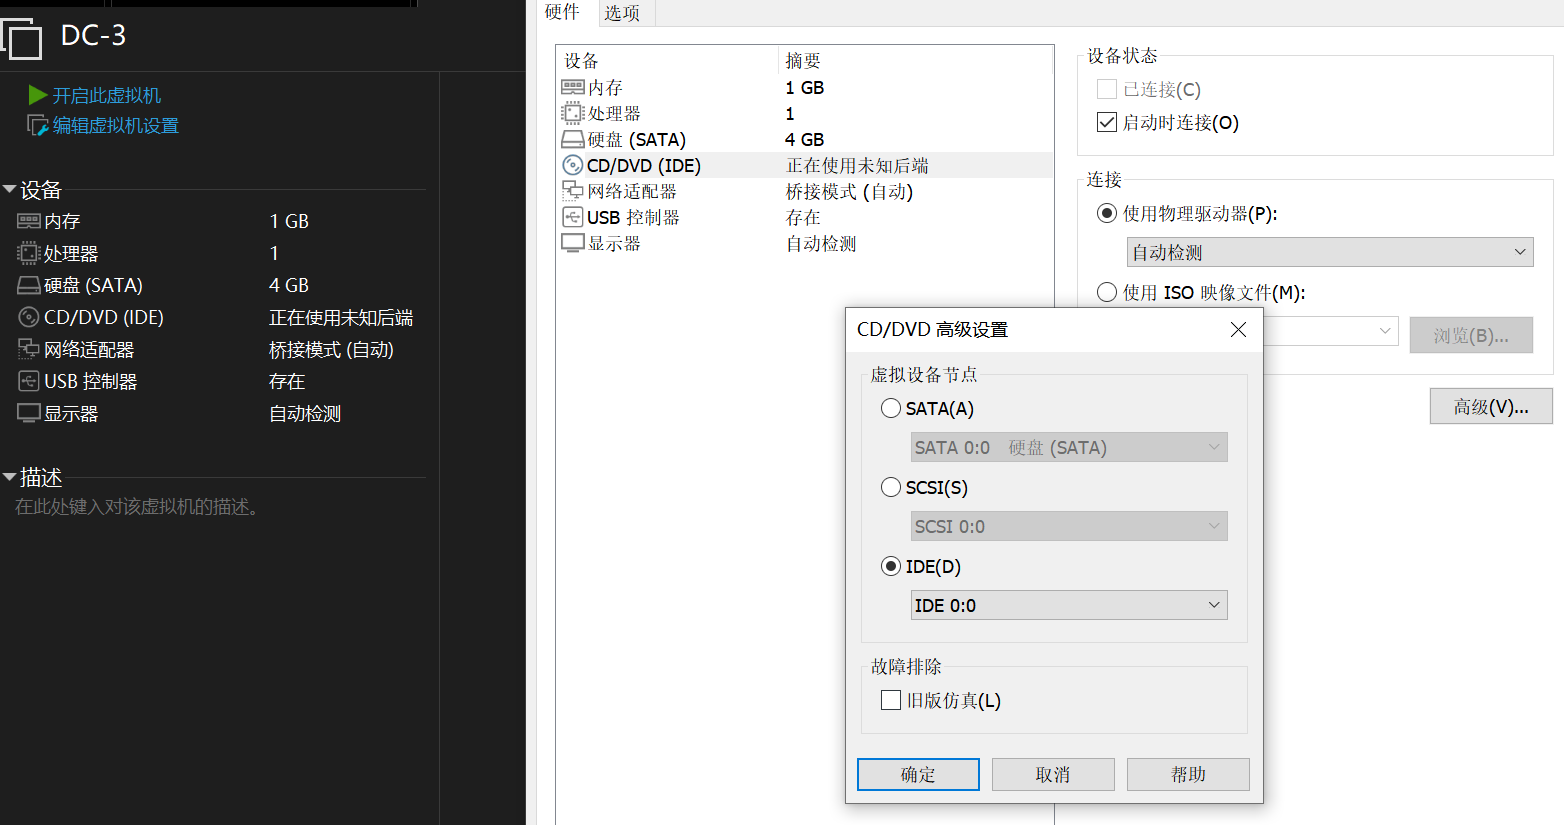 DC-3
开启此虚拟机
编辑虚拟机设置
设备
内存 1 GB
处理器 1
硬盘 (SATA) 4 GB
CD/DVD (IDE) 正在使用未知后端
网络适配器 桥接模式 (自动)
USB 控制器 存在
显示器 自动检测
描述
在此处键入对该虚拟机的描述。
硬件 选项
设备 摘要
内存 1 GB
处理器 1
硬盘 (SATA) 4 GB
CD/DVD (IDE) 正在使用未知后端
网络适配器 桥接模式 (自动)
USB 控制器 存在
显示器 自动检测
设备状态
已连接(C)
启动时连接(O)
连接
使用物理驱动器(P):
自动检测
使用 ISO 映像文件(M):
浏览(B)...
高级(V)...
CD/DVD 高级设置
虚拟设备节点
SATA(A)
SATA 0:0 硬盘 (SATA)
SCSI(S)
SCSI 0:0
IDE(D)
IDE 0:0
故障排除
旧版仿真(L)
确定 取消 帮助